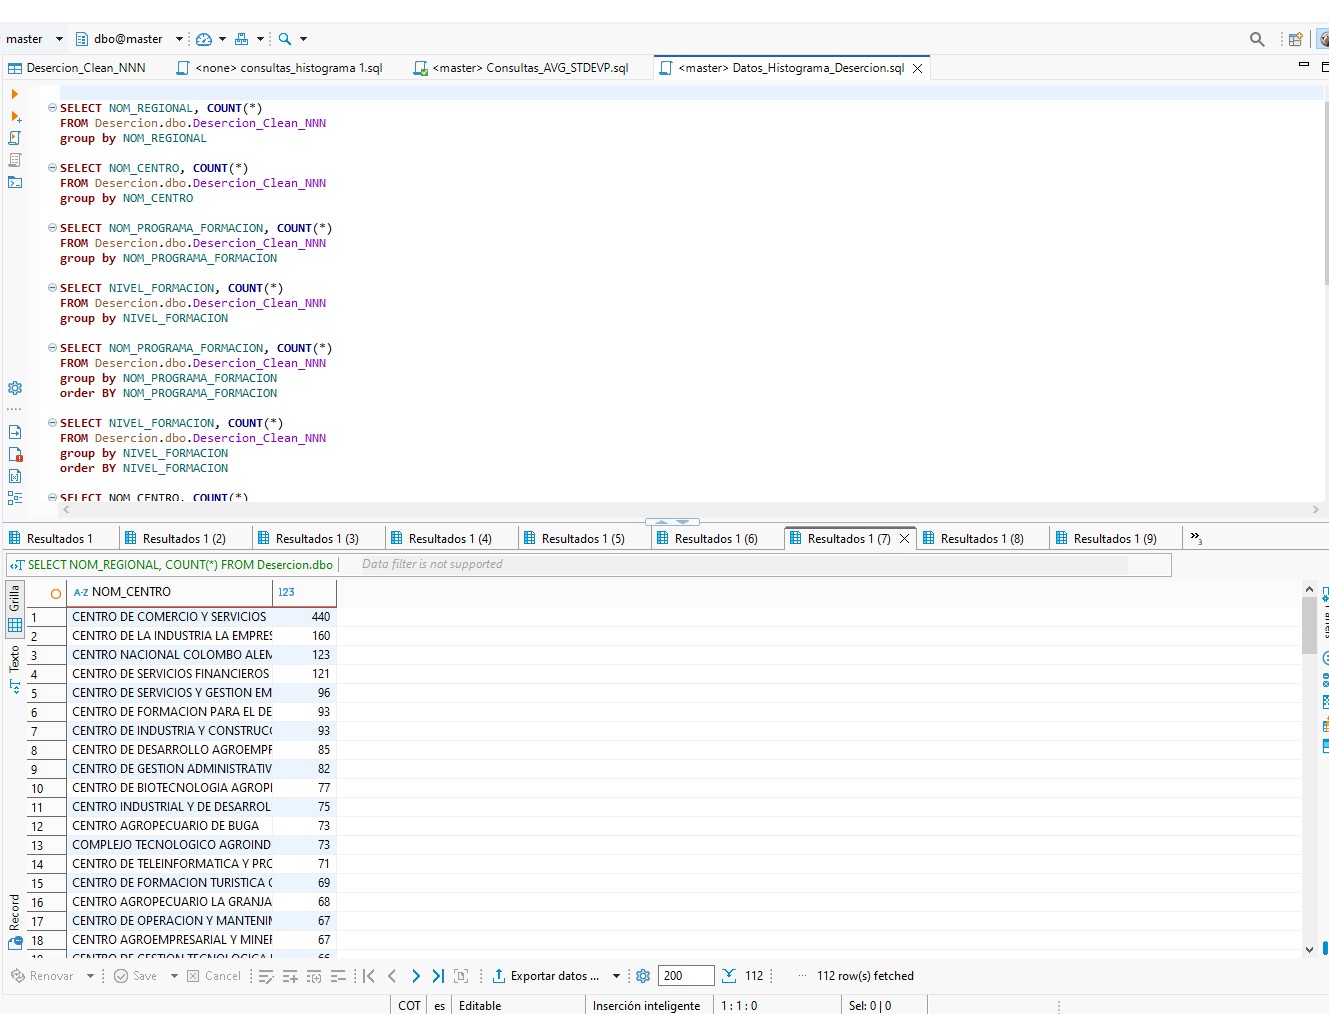 master dbo@master
Desercion_Clean_NNN <none> consultas_histograma 1.sql <master> Consultas_AVG_STDEVP.sql <master> Datos_Histograma_Desercion.sql
SELECT NOM_REGIONAL, COUNT(*)
FROM Desercion.dbo.Desercion_Clean_NNN
group by NOM_REGIONAL
SELECT NOM_CENTRO, COUNT(*)
FROM Desercion.dbo.Desercion_Clean_NNN
group by NOM_CENTRO
SELECT NOM_PROGRAMA_FORMACION, COUNT(*)
FROM Desercion.dbo.Desercion_Clean_NNN
group by NOM_PROGRAMA_FORMACION
SELECT NIVEL_FORMACION, COUNT(*)
FROM Desercion.dbo.Desercion_Clean_NNN
group by NIVEL_FORMACION
SELECT NOM_PROGRAMA_FORMACION, COUNT(*)
FROM Desercion.dbo.Desercion_Clean_NNN
group by NOM_PROGRAMA_FORMACION
order BY NOM_PROGRAMA_FORMACION
SELECT NIVEL_FORMACION, COUNT(*)
FROM Desercion.dbo.Desercion_Clean_NNN
group by NIVEL_FORMACION
order BY NIVEL_FORMACION
SELECT NOM_CENTRO, COUNT(*)
Resultados 1 Resultados 1 (2) Resultados 1 (3) Resultados 1 (4) Resultados 1 (5) Resultados 1 (6) Resultados 1 (7) Resultados 1 (8) Resultados 1 (9) » 3
SELECT NOM_REGIONAL, COUNT(*) FROM Desercion.dbo Data filter is not supported
Grilla
Texto
Record
A-Z NOM_CENTRO 123
1 CENTRO DE COMERCIO Y SERVICIOS 440
2 CENTRO DE LA INDUSTRIA LA EMPRES 160
3 CENTRO NACIONAL COLOMBO ALEM 123
4 CENTRO DE SERVICIOS FINANCIEROS 121
5 CENTRO DE SERVICIOS Y GESTION EM 96
6 CENTRO DE FORMACION PARA EL DE 93
7 CENTRO DE INDUSTRIA Y CONSTRUCC 93
8 CENTRO DE DESARROLLO AGROEMPR 85
9 CENTRO DE GESTION ADMINISTRATIV 82
10 CENTRO DE BIOTECNOLOGIA AGROPE 77
11 CENTRO INDUSTRIAL Y DE DESARROL 75
12 CENTRO AGROPECUARIO DE BUGA 73
13 COMPLEJO TECNOLOGICO AGROIND 73
14 CENTRO DE TELEINFORMATICA Y PRO 71
15 CENTRO DE FORMACION TURISTICA 69
16 CENTRO AGROPECUARIO LA GRANJA 68
17 CENTRO DE OPERACION Y MANTENIM 67
18 CENTRO AGROEMPRESARIAL Y MINER 67
19 CENTRO DE GESTION TECNOLOGICA 66
Renovar Save Cancel Exportar datos ... 200 112 ... 112 row(s) fetched
COT es Editable Inserción inteligente 1 : 1 : 0 Sel: 0 | 0